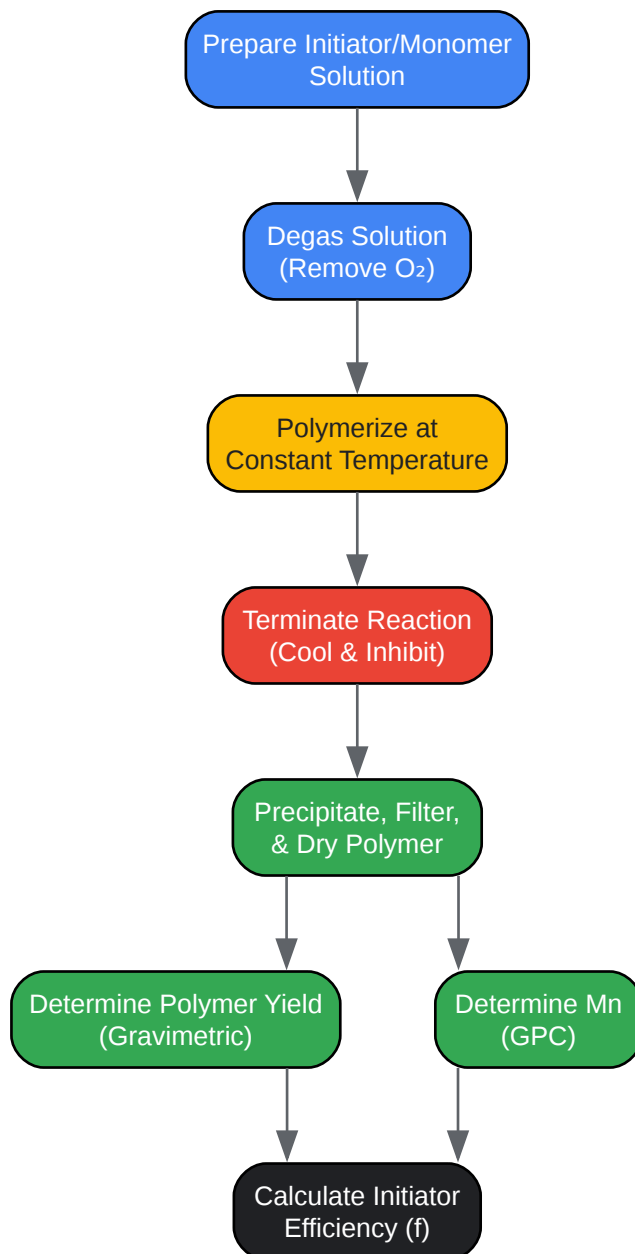 Prepare Initiator/Monomer
Solution
Degas Solution
(Remove O₂)
Polymerize at
Constant Temperature
Terminate Reaction
(Cool & Inhibit)
Precipitate, Filter,
& Dry Polymer
Determine Polymer Yield
(Gravimetric)
Determine Mn
(GPC)
Calculate Initiator
Efficiency (f)